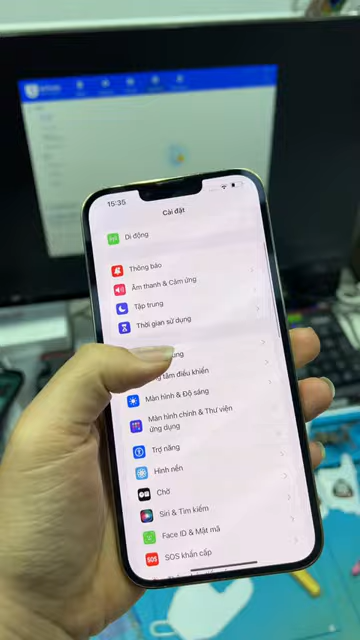 15:35
Cài đặt
Di động
Thông báo
Âm thanh & Cảm ứng
Tập trung
Thời gian sử dụng
điều khiển
Màn hình & Độ sáng
Màn hình chính & Thư viện
ứng dụng
Trợ năng
Hình nền
Chờ
Siri & Tìm kiếm
Face ID & Mật mã
SOS
SOS khẩn cấp